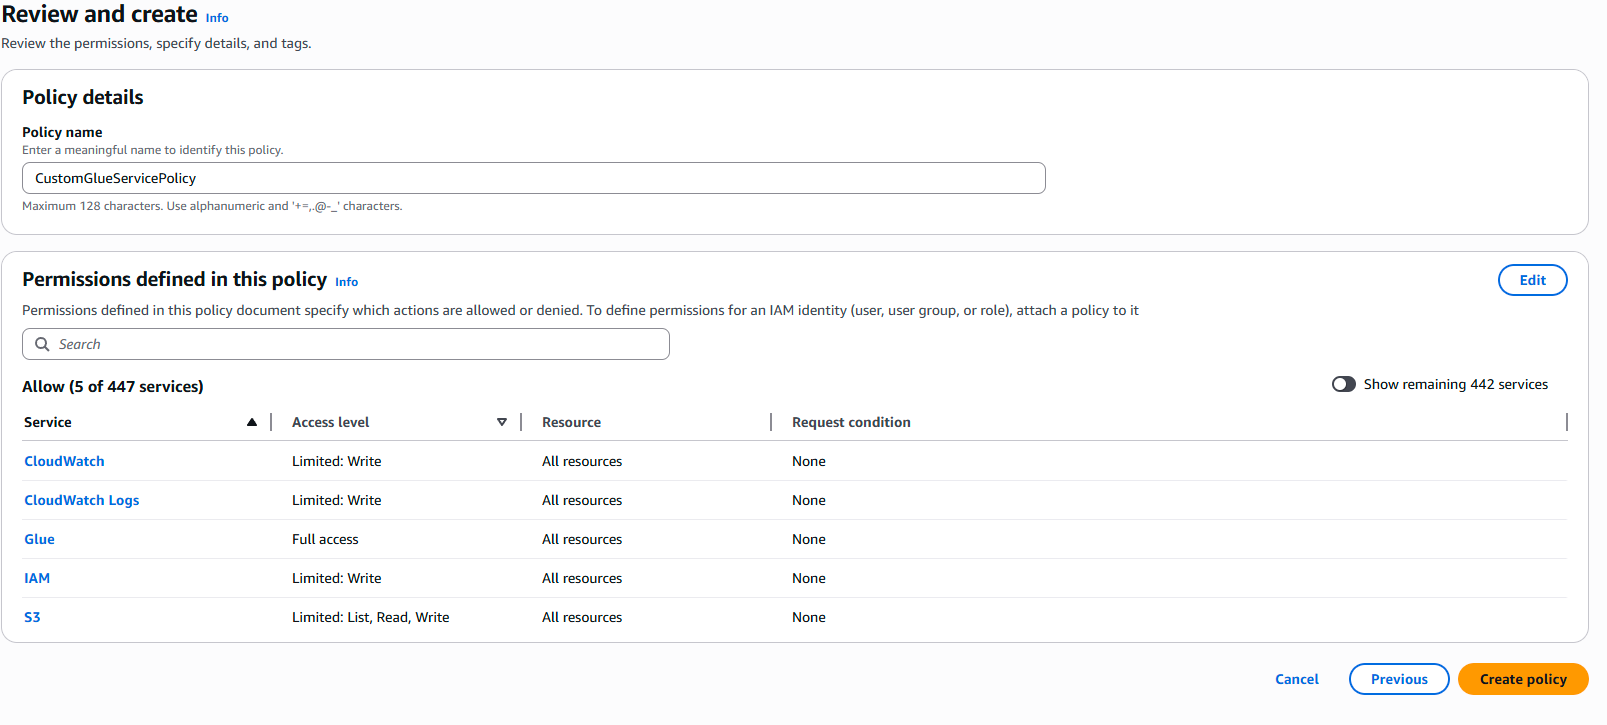 Review and create Info
Review the permissions, specify details, and tags.
Policy details
Policy name
Enter a meaningful name to identify this policy.
CustomGlueServicePolicy
Maximum 128 characters. Use alphanumeric and '+=,.@-_' characters.
Permissions defined in this policy Info
Edit
Permissions defined in this policy document specify which actions are allowed or denied. To define permissions for an IAM identity (user, user group, or role), attach a policy to it
Search
Allow (5 of 447 services)
Show remaining 442 services
Service Access level Resource Request condition
CloudWatch Limited: Write All resources None
CloudWatch Logs Limited: Write All resources None
Glue Full access All resources None
IAM Limited: Write All resources None
S3 Limited: List, Read, Write All resources None
Cancel Previous Create policy